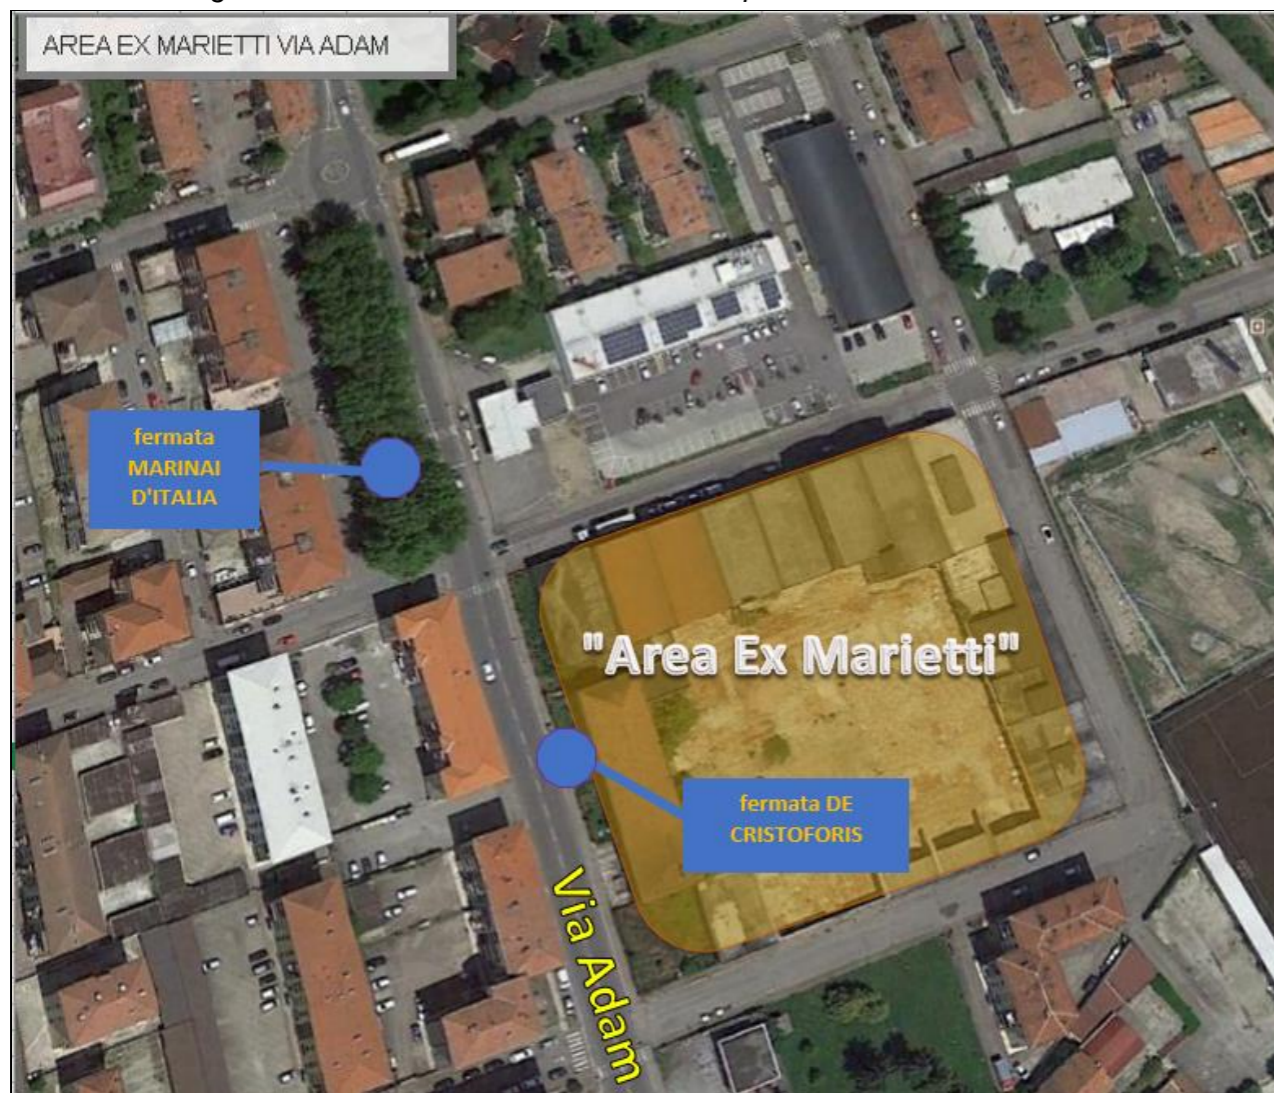 AREA EX MARIETTI VIA ADAM
fermata
MARINAI
D'ITALIA
"Area Ex Marietti"
fermata DE
CRISTOFORIS
Via Adam